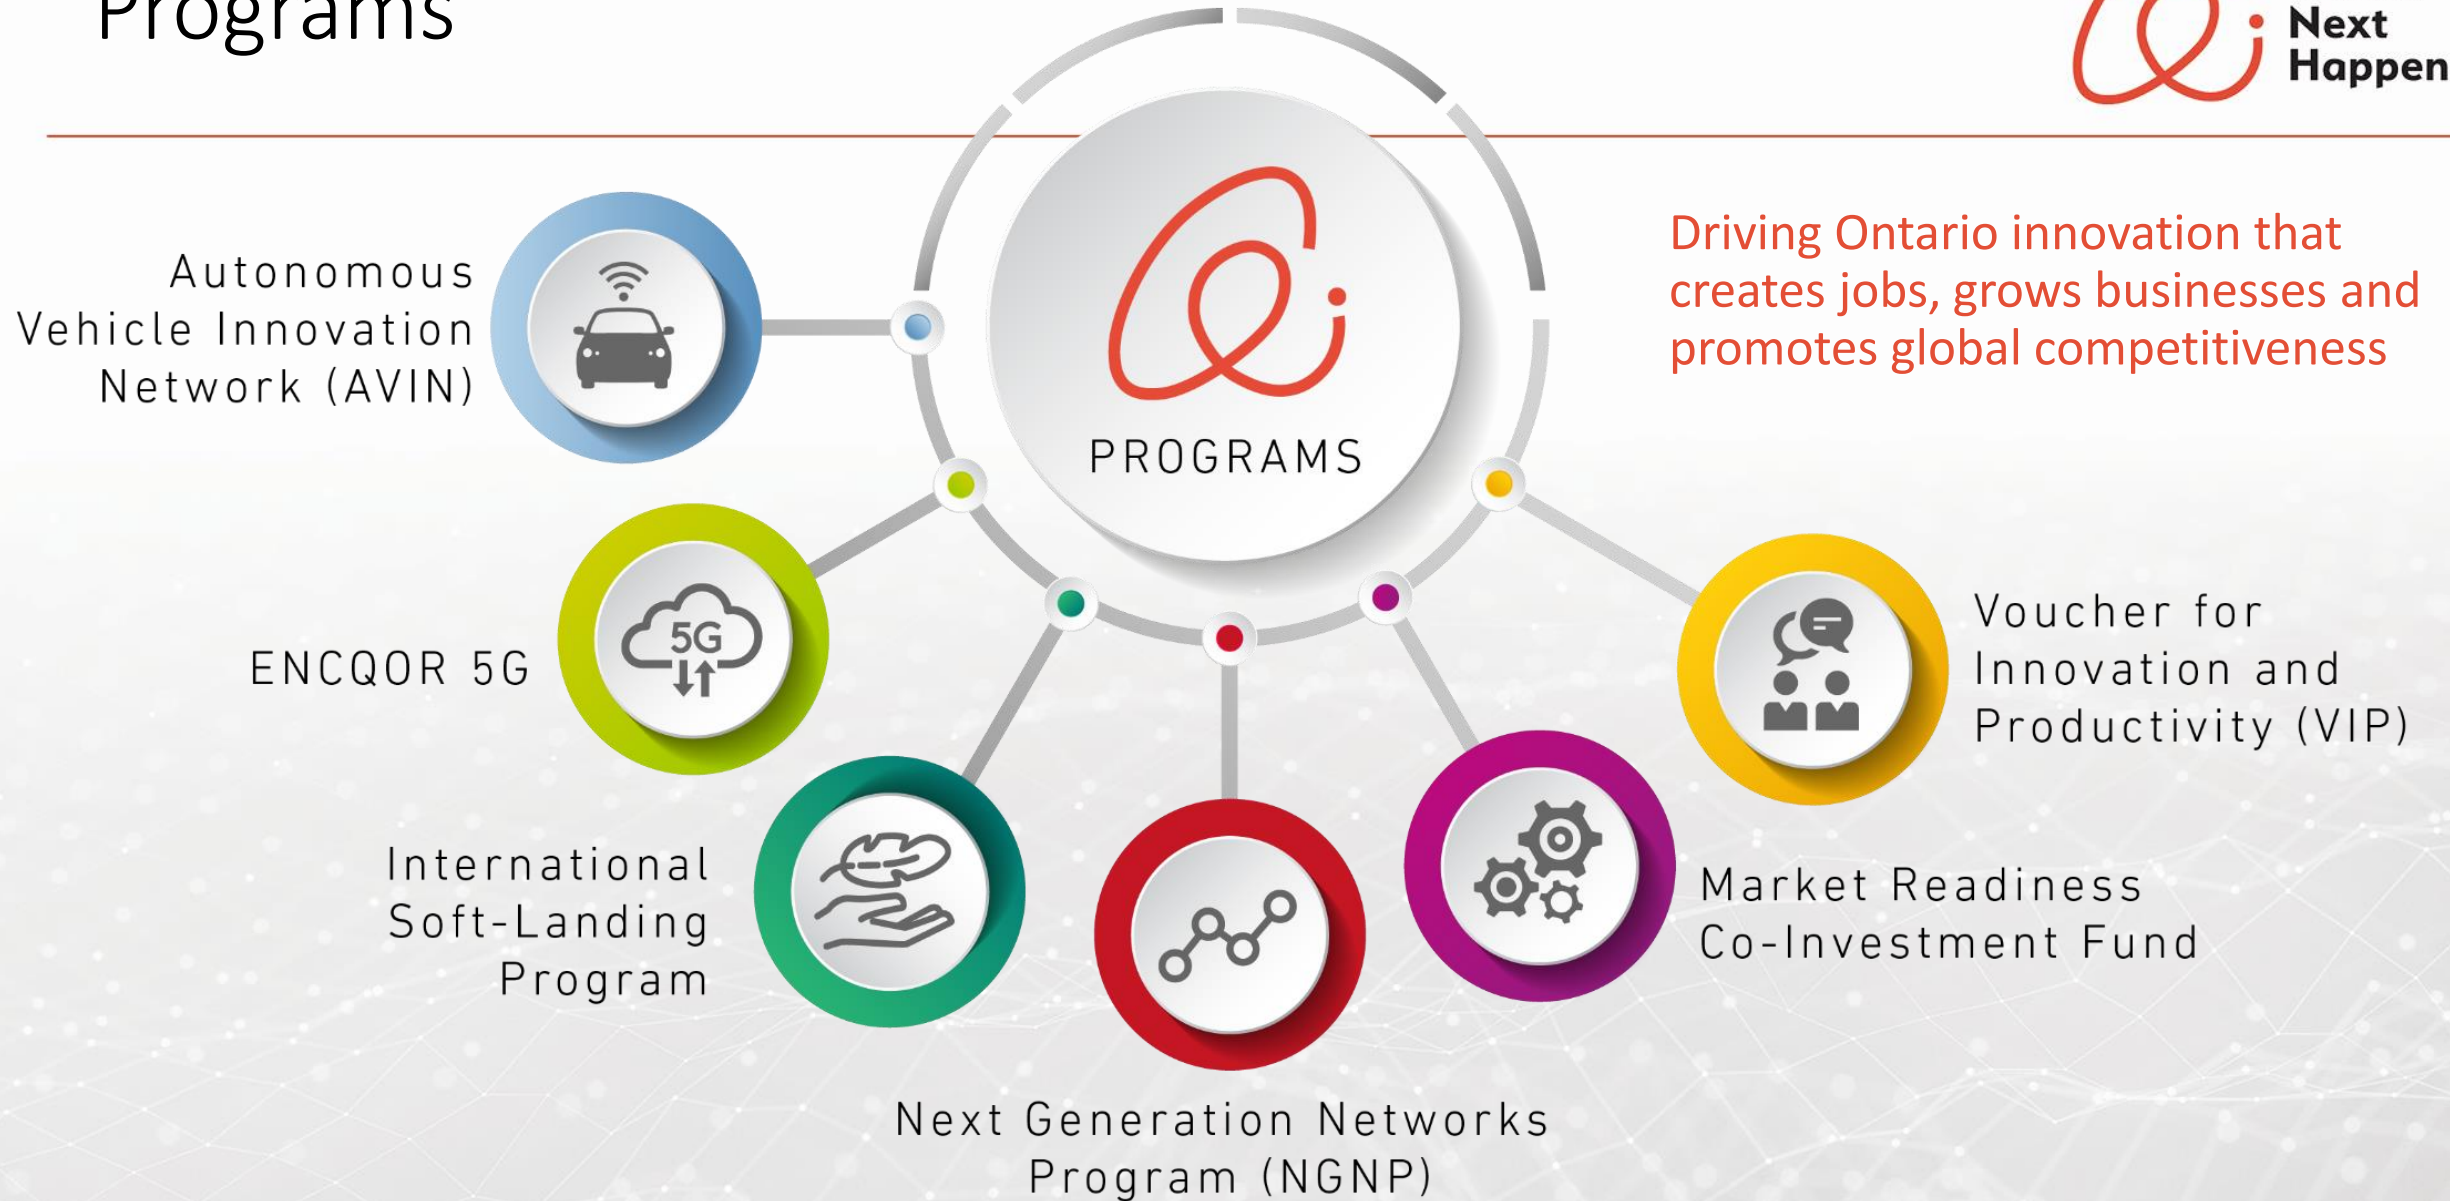 Programs
Next
Happen
Driving Ontario innovation that
creates jobs, grows businesses and
promotes global competitiveness
PROGRAMS
Autonomous
Vehicle Innovation
Network (AVIN)
ENCQOR 5G
5G
International
Soft-Landing
Program
Next Generation Networks
Program (NGNP)
Market Readiness
Co-Investment Fund
Voucher for
Innovation and
Productivity (VIP)